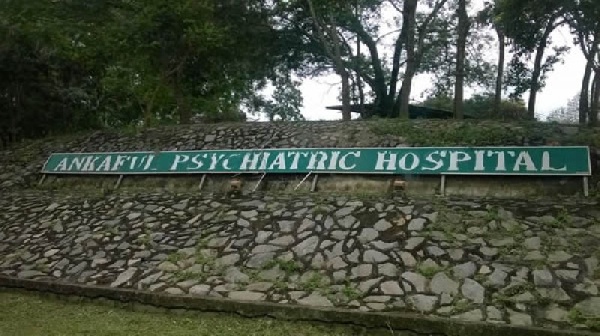 ANKAFUL PSYCHIATRIC HOSPITAL